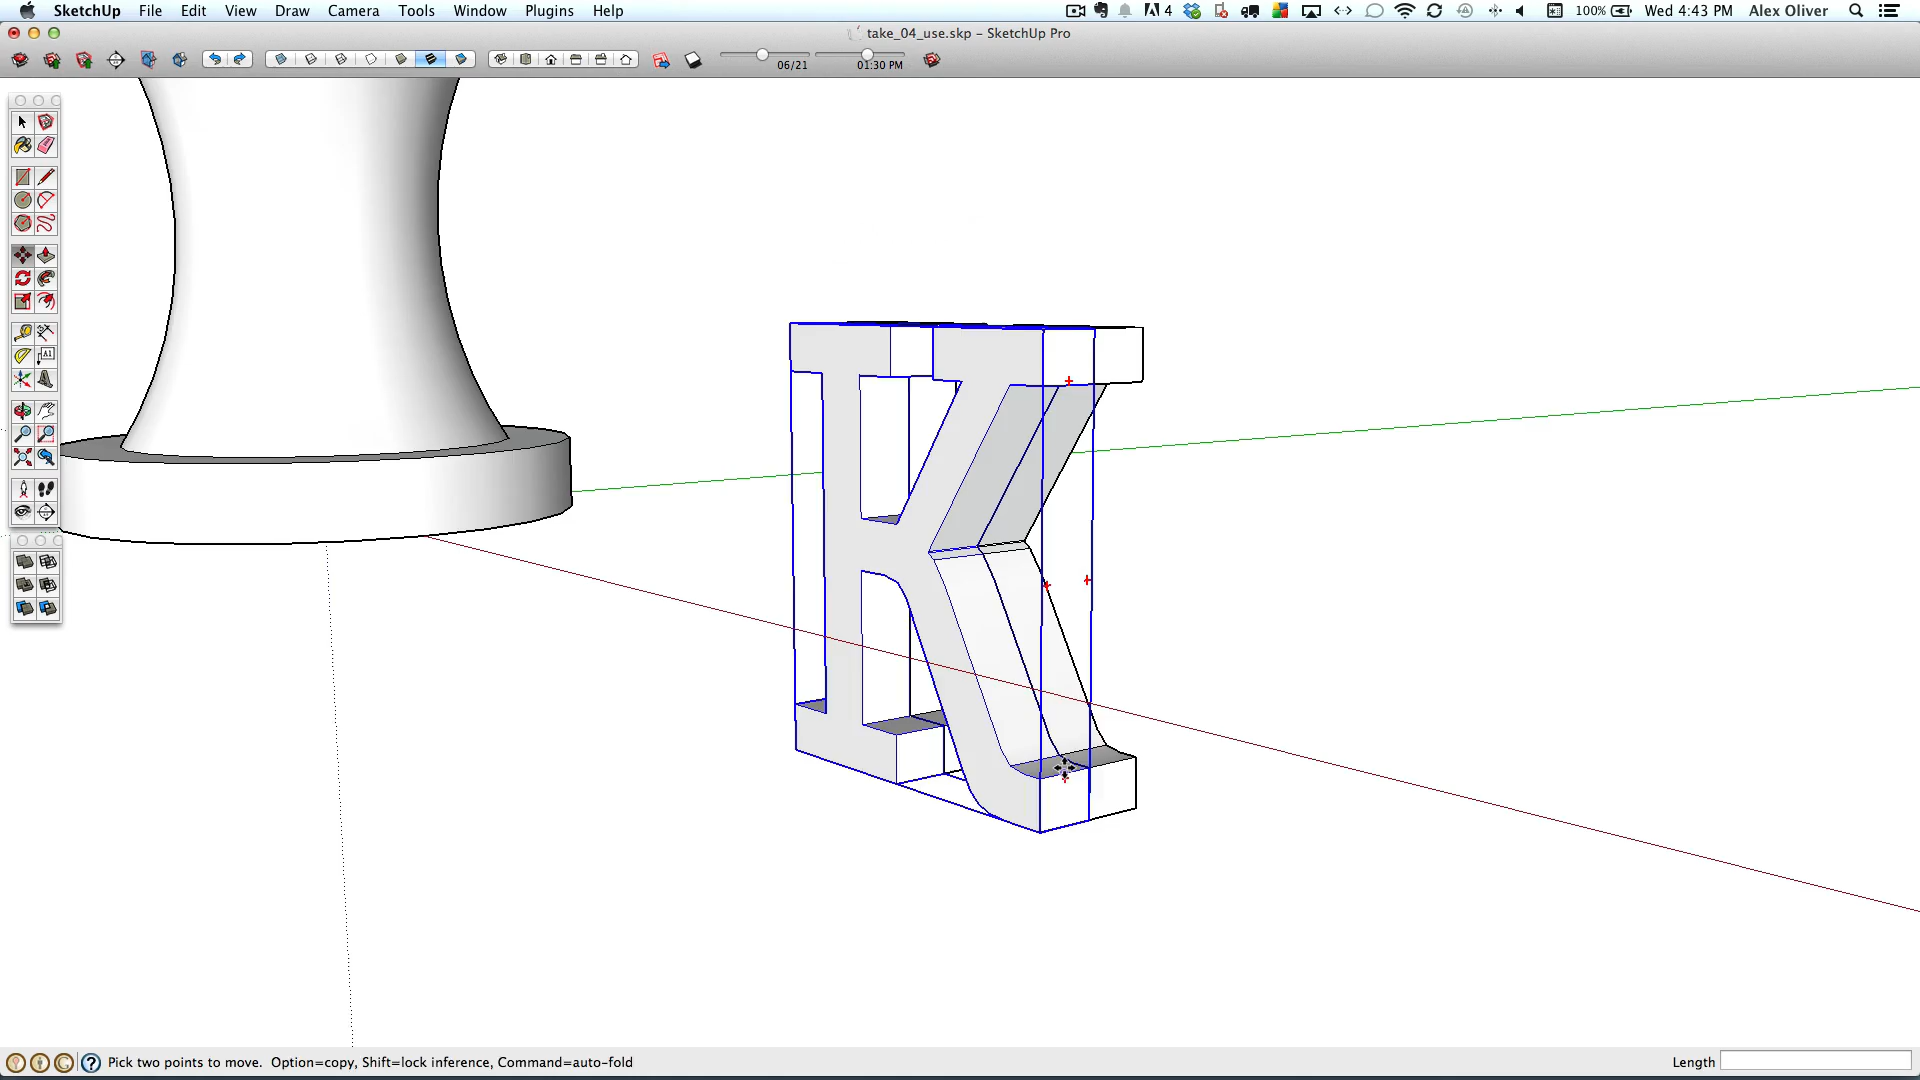 SketchUp File Edit View Draw Camera Tools Window Plugins Help 4 100% Wed 4:43 PM Alex Oliver
take_04_use.skp – SketchUp Pro
06/21 01:30 PM
A1
K
Pick two points to move. Option=copy, Shift=lock inference, Command=auto-fold Length